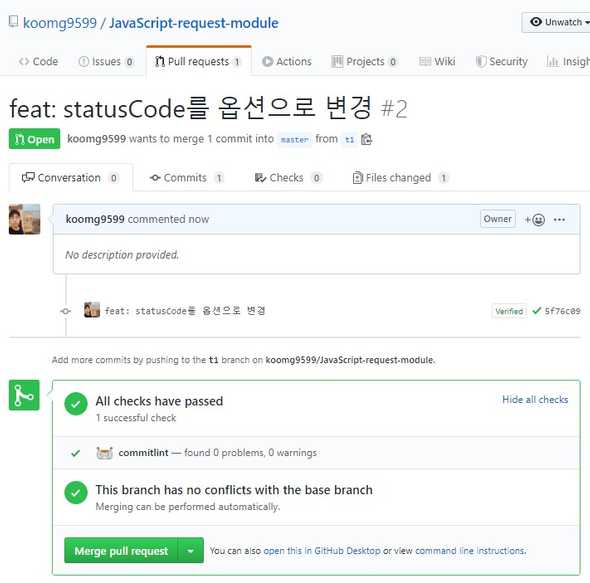 koomg9599 / JavaScript-request-module
Unwatch
Code Issues 0 Pull requests 1 Actions Projects 0 Wiki Security
feat: statusCode를 옵션으로 변경 #2
Open koomg9599 wants to merge 1 commit into master from t1
Conversation 0 Commits 1 Checks 0 Files changed 1
koomg9599 commented now Owner
No description provided.
feat: statusCode를 옵션으로 변경 Verified 5f76c09
Add more commits by pushing to the t1 branch on koomg9599/JavaScript-request-module.
All checks have passed Hide all checks
1 successful check
commitlint — found 0 problems, 0 warnings
This branch has no conflicts with the base branch
Merging can be performed automatically.
Merge pull request You can also open this in GitHub Desktop or view command line instructions.